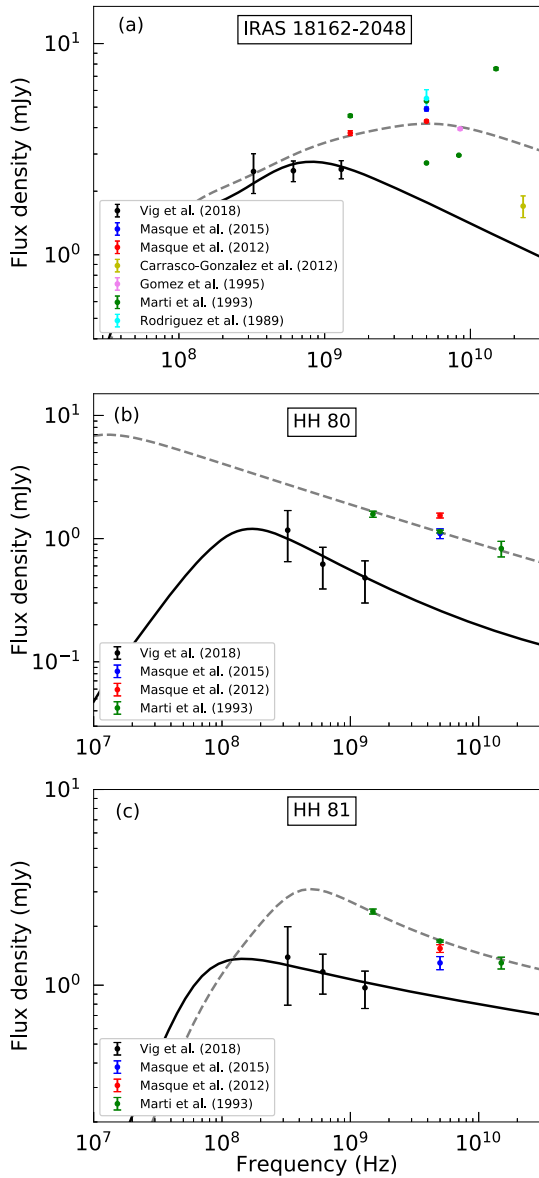 (a)
IRAS 18162-2048
Flux density (mJy)
10^1
10^0
Vig et al. (2018)
Masque et al. (2015)
Masque et al. (2012)
Carrasco-Gonzalez et al. (2012)
Gomez et al. (1995)
Marti et al. (1993)
Rodriguez et al. (1989)
10^8
10^9
10^10
(b)
HH 80
Flux density (mJy)
10^1
10^0
10^−1
Vig et al. (2018)
Masque et al. (2015)
Masque et al. (2012)
Marti et al. (1993)
10^7
10^8
10^9
10^10
(c)
HH 81
Flux density (mJy)
10^1
10^0
Vig et al. (2018)
Masque et al. (2015)
Masque et al. (2012)
Marti et al. (1993)
10^7
10^8
10^9
10^10
Frequency (Hz)